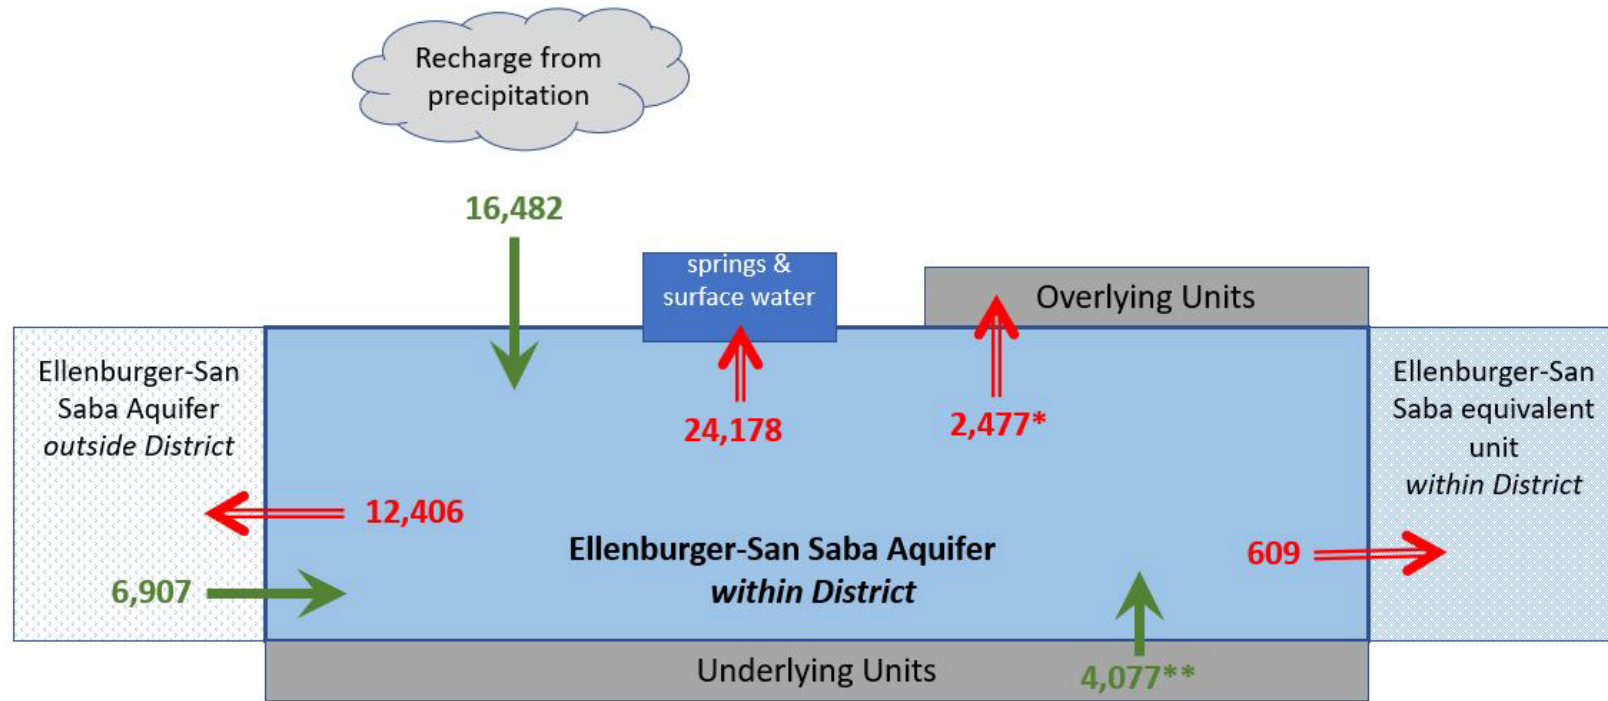 Recharge from
precipitation
16,482
springs &
surface water
Overlying Units
Ellenburger-San
Saba Aquifer
outside District
24,178
2,477*
Ellenburger-San
Saba equivalent
unit
within District
12,406
Ellenburger-San Saba Aquifer
within District
609
6,907
Underlying Units
4,077**